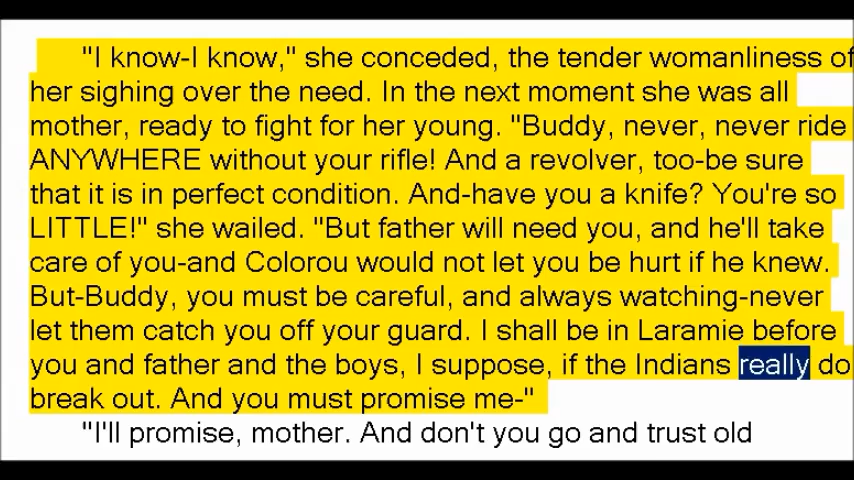 "I know-I know," she conceded, the tender womanliness of
her sighing over the need. In the next moment she was all
mother, ready to fight for her young. "Buddy, never, never ride
ANYWHERE without your rifle! And a revolver, too-be sure
that it is in perfect condition. And-have you a knife? You're so
LITTLE!" she wailed. "But father will need you, and he'll take
care of you-and Colorou would not let you be hurt if he knew.
But-Buddy, you must be careful, and always watching-never
let them catch you off your guard. I shall be in Laramie before
you and father and the boys, I suppose, if the Indians really do
break out. And you must promise me-"
"I'll promise, mother. And don't you go and trust old